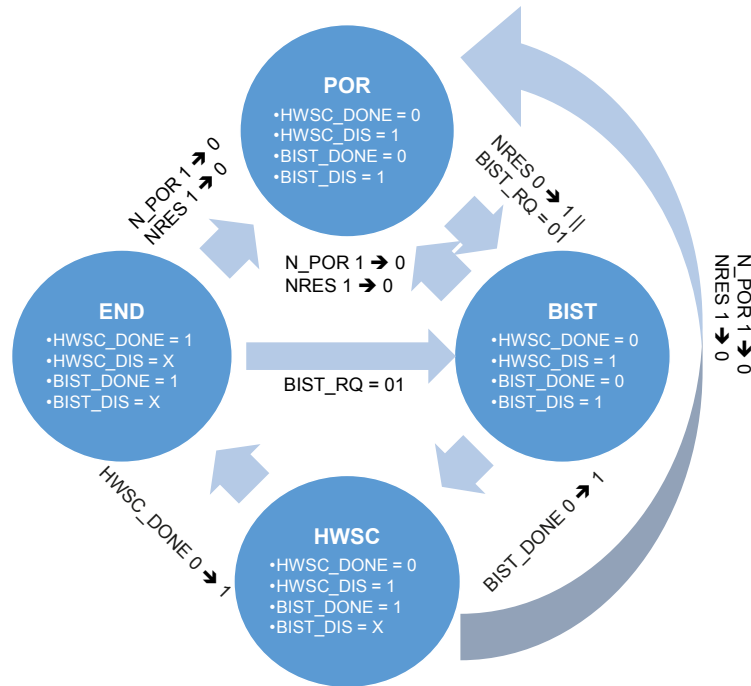 POR
•HWSC_DONE = 0
•HWSC_DIS = 1
•BIST_DONE = 0
•BIST_DIS = 1
N_POR 1 ➔ 0
NRES 1 ➔ 0
NRES 0 ➔ 1 ||
BIST_RQ = 01
N_POR 1 ➔ 0
NRES 1 ➔ 0
N_POR 1 ➔ 0
NRES 1 ➔ 0
END
•HWSC_DONE = 1
•HWSC_DIS = X
•BIST_DONE = 1
•BIST_DIS = X
BIST_RQ = 01
BIST
•HWSC_DONE = 0
•HWSC_DIS = 1
•BIST_DONE = 0
•BIST_DIS = 1
HWSC_DONE 0 ➔ 1
BIST_DONE 0 ➔ 1
HWSC
•HWSC_DONE = 0
•HWSC_DIS = 1
•BIST_DONE = 1
•BIST_DIS = X